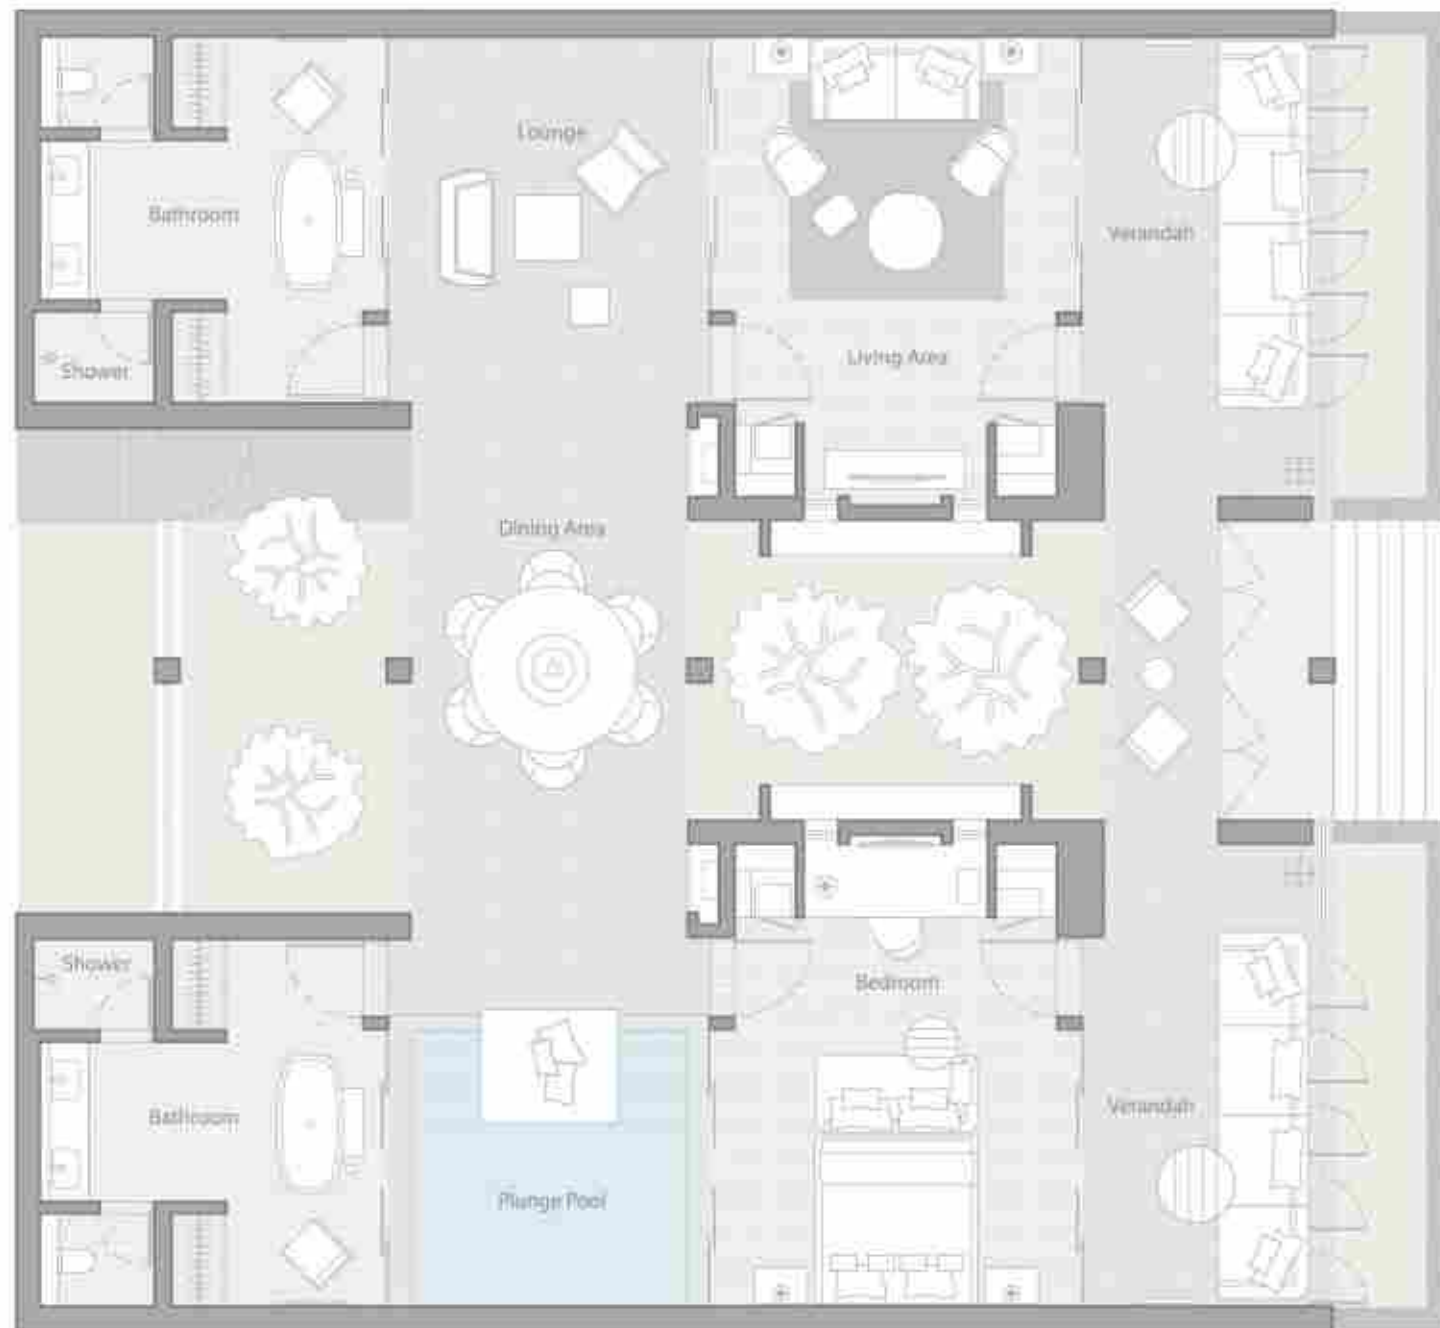 Lounge
Bathroom
Verandah
Living Area
Shower
Dining Area
Shower
Bedroom
Bathroom
Verandah
Plunge Pool